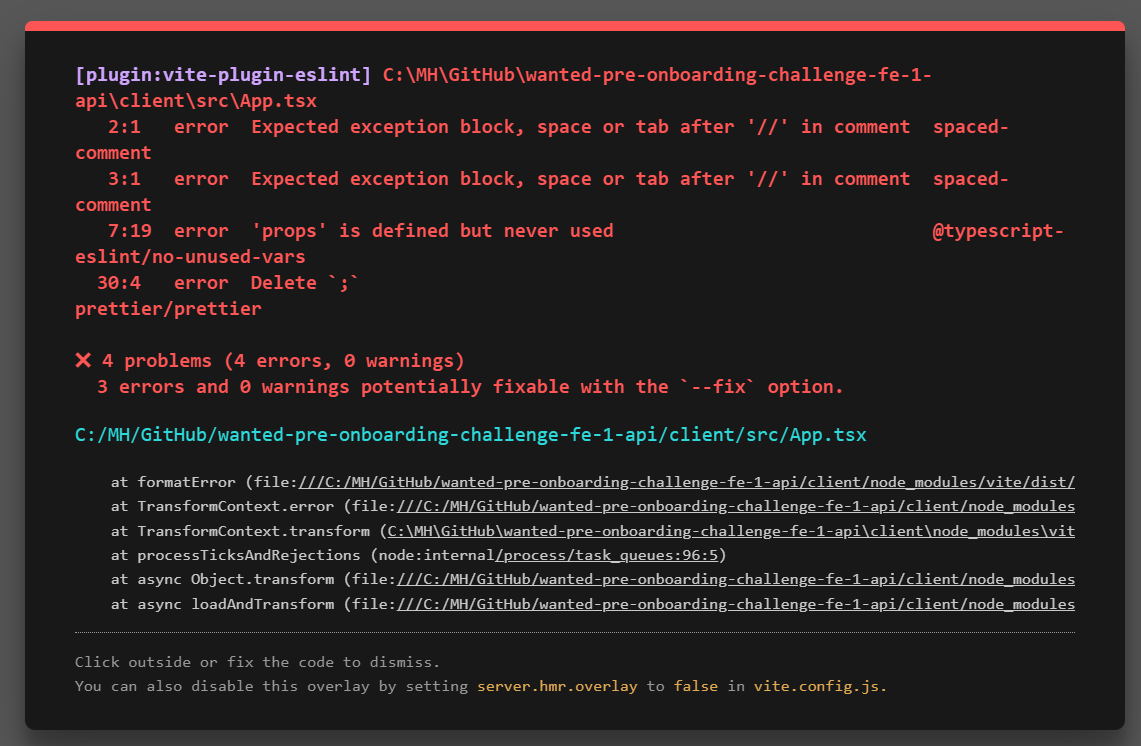 [plugin:vite-plugin-eslint] C:\MH\GitHub\wanted-pre-onboarding-challenge-fe-1-
api\client\src\App.tsx
   2:1   error  Expected exception block, space or tab after '//' in comment  spaced-
comment
   3:1   error  Expected exception block, space or tab after '//' in comment  spaced-
comment
   7:19  error  'props' is defined but never used                             @typescript-
eslint/no-unused-vars
  30:4   error  Delete `;`
prettier/prettier
❌ 4 problems (4 errors, 0 warnings)
  3 errors and 0 warnings potentially fixable with the `--fix` option.
C:/MH/GitHub/wanted-pre-onboarding-challenge-fe-1-api/client/src/App.tsx
    at formatError (file:///C:/MH/GitHub/wanted-pre-onboarding-challenge-fe-1-api/client/node_modules/vite/dist/
    at TransformContext.error (file:///C:/MH/GitHub/wanted-pre-onboarding-challenge-fe-1-api/client/node_modules
    at TransformContext.transform (C:\MH\GitHub\wanted-pre-onboarding-challenge-fe-1-api\client\node_modules\vit
    at processTicksAndRejections (node:internal/process/task_queues:96:5)
    at async Object.transform (file:///C:/MH/GitHub/wanted-pre-onboarding-challenge-fe-1-api/client/node_modules
    at async loadAndTransform (file:///C:/MH/GitHub/wanted-pre-onboarding-challenge-fe-1-api/client/node_modules
Click outside or fix the code to dismiss.
You can also disable this overlay by setting server.hmr.overlay to false in vite.config.js.